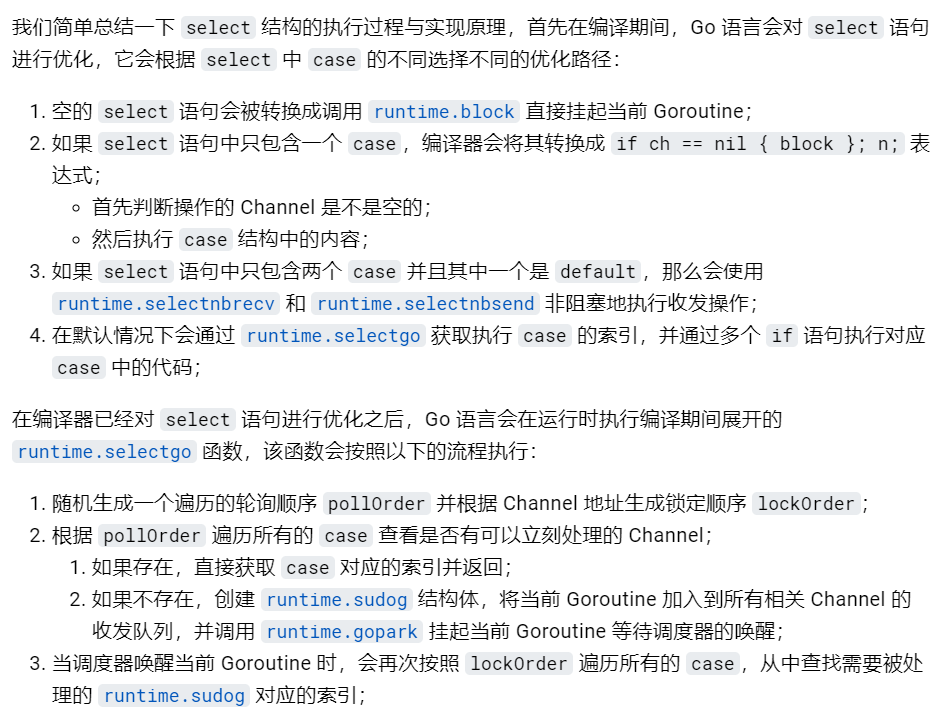 我们简单总结一下 select 结构的执行过程与实现原理，首先在编译期间，Go 语言会对 select 语句
进行优化，它会根据 select 中 case 的不同选择不同的优化路径：
1. 空的 select 语句会被转换成调用 runtime.block 直接挂起当前 Goroutine；
2. 如果 select 语句中只包含一个 case，编译器会将其转换成 if ch == nil { block }; n; 表
达式；
• 首先判断操作的 Channel 是不是空的；
• 然后执行 case 结构中的内容；
3. 如果 select 语句中只包含两个 case 并且其中一个是 default，那么会使用
runtime.selectnbrecv 和 runtime.selectnbsend 非阻塞地执行收发操作；
4. 在默认情况下会通过 runtime.selectgo 获取执行 case 的索引，并通过多个 if 语句执行对应
case 中的代码；
在编译器已经对 select 语句进行优化之后，Go 语言会在运行时执行编译期间展开的
runtime.selectgo 函数，该函数会按照以下的流程执行：
1. 随机生成一个遍历的轮询顺序 pollOrder 并根据 Channel 地址生成锁定顺序 lockOrder；
2. 根据 pollOrder 遍历所有的 case 查看是否有可以立刻处理的 Channel；
1. 如果存在，直接获取 case 对应的索引并返回；
2. 如果不存在，创建 runtime.sudog 结构体，将当前 Goroutine 加入到所有相关 Channel 的
收发队列，并调用 runtime.gopark 挂起当前 Goroutine 等待调度器的唤醒；
3. 当调度器唤醒当前 Goroutine 时，会再次按照 lockOrder 遍历所有的 case，从中查找需要被处
理的 runtime.sudog 对应的索引；